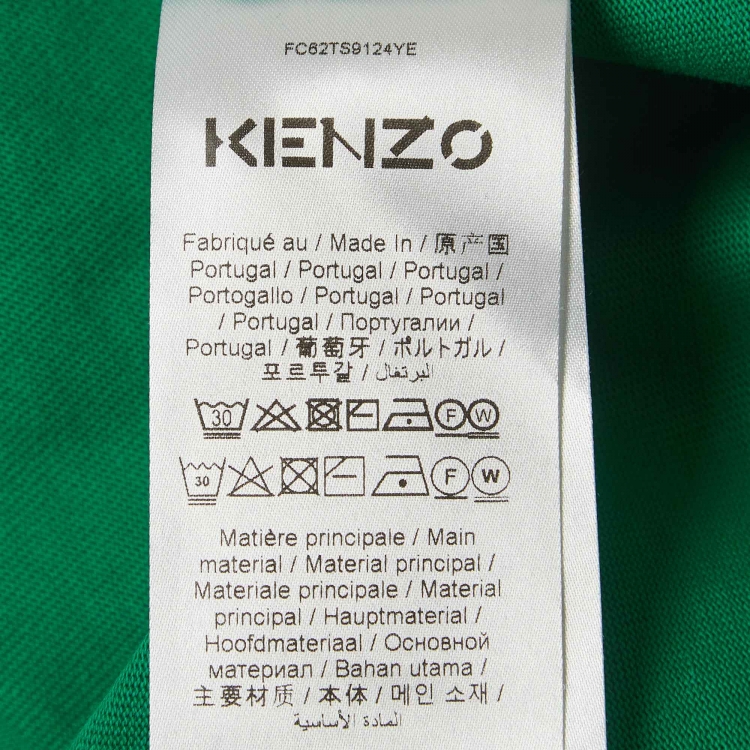 FC62TS9124YE
KENZO
Fabriqué au / Made In / 原产国
Portugal / Portugal / Portugal /
Portogallo / Portugal / Portugal
/ Portugal / Португалии /
Portugal / 葡萄牙 / ポルトガル /
포르투갈 / البرتغال
30 F W
30 F W
Matière principale / Main
material / Material principal /
Materiale principale / Material
principal / Hauptmaterial /
Hoofdmateriaal / Основной
материал / Bahan utama /
主要材质 / 本体 / 메인 소재 /
المادة الأساسية